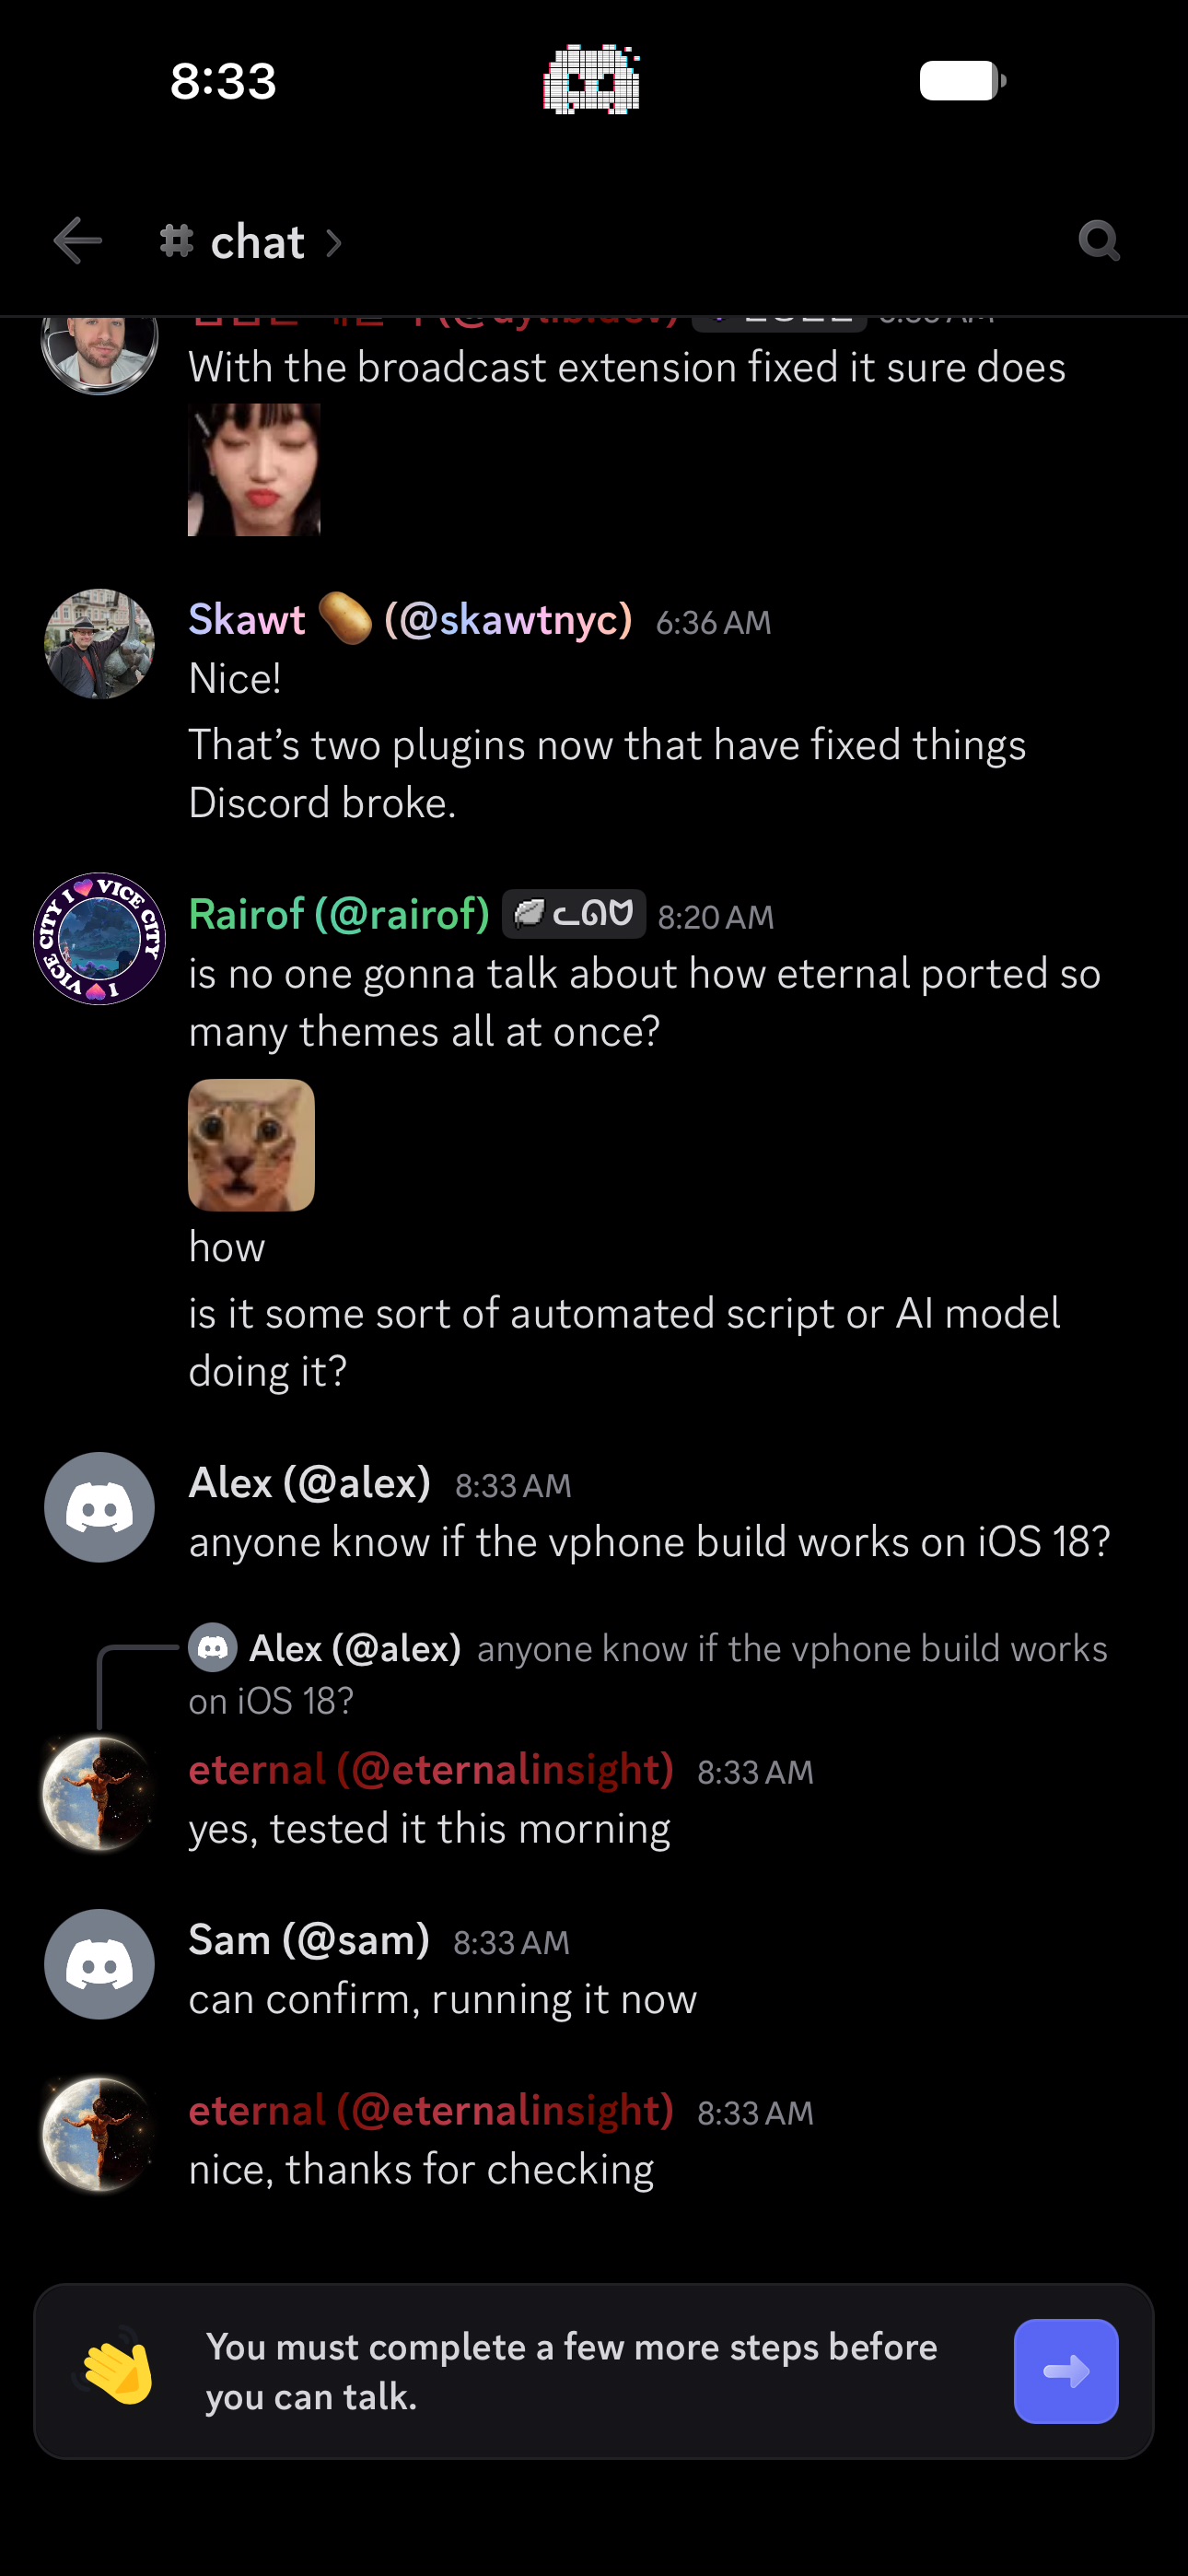 8:33
# chat
With the broadcast extension fixed it sure does
Skawt 🥔 (@skawtnyc) 6:36 AM
Nice!
That’s two plugins now that have fixed things
Discord broke.
I VICE CITY I VICE CITY
Rairof (@rairof) 8:20 AM
is no one gonna talk about how eternal ported so
many themes all at once?
how
is it some sort of automated script or AI model
doing it?
Alex (@alex) 8:33 AM
anyone know if the vphone build works on iOS 18?
Alex (@alex) anyone know if the vphone build works
on iOS 18?
eternal (@eternalinsight) 8:33 AM
yes, tested it this morning
Sam (@sam) 8:33 AM
can confirm, running it now
eternal (@eternalinsight) 8:33 AM
nice, thanks for checking
You must complete a few more steps before
you can talk.